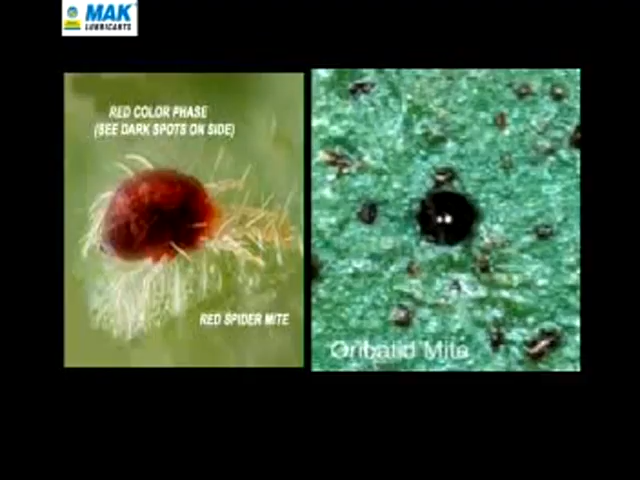 MAK
LUBRICANTS
RED COLOR PHASE
(SEE DARK SPOTS ON SIDE)
RED SPIDER MITE
Oribatid Mite